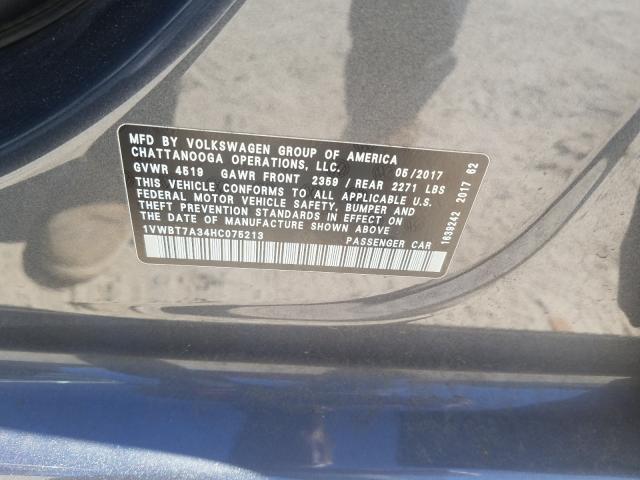 MFD BY VOLKSWAGEN GROUP OF AMERICA
CHATTANOOGA OPERATIONS, LLC. 05/2017
GVWR 4519 GAWR FRONT 2359 / REAR 2271 LBS
THIS VEHICLE CONFORMS TO ALL APPLICABLE U.S.
FEDERAL MOTOR VEHICLE SAFETY, BUMPER AND
THEFT PREVENTION STANDARDS IN EFFECT ON
THE DATE OF MANUFACTURE SHOWN ABOVE
1VWBT7A34HC075213 PASSENGER CAR
1639242 2017 62